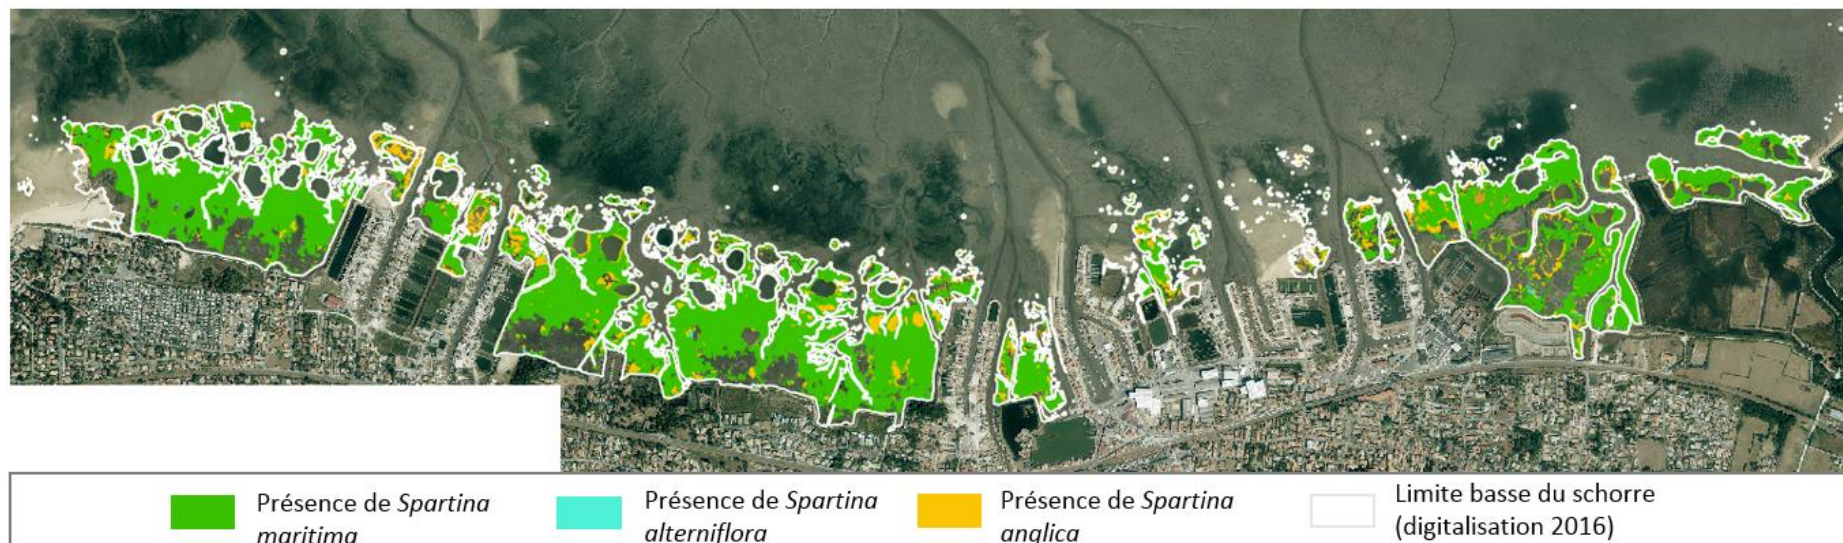 Présence de Spartina
maritima
Présence de Spartina
alterniflora
Présence de Spartina
anglica
Limite basse du schorre
(digitalisation 2016)